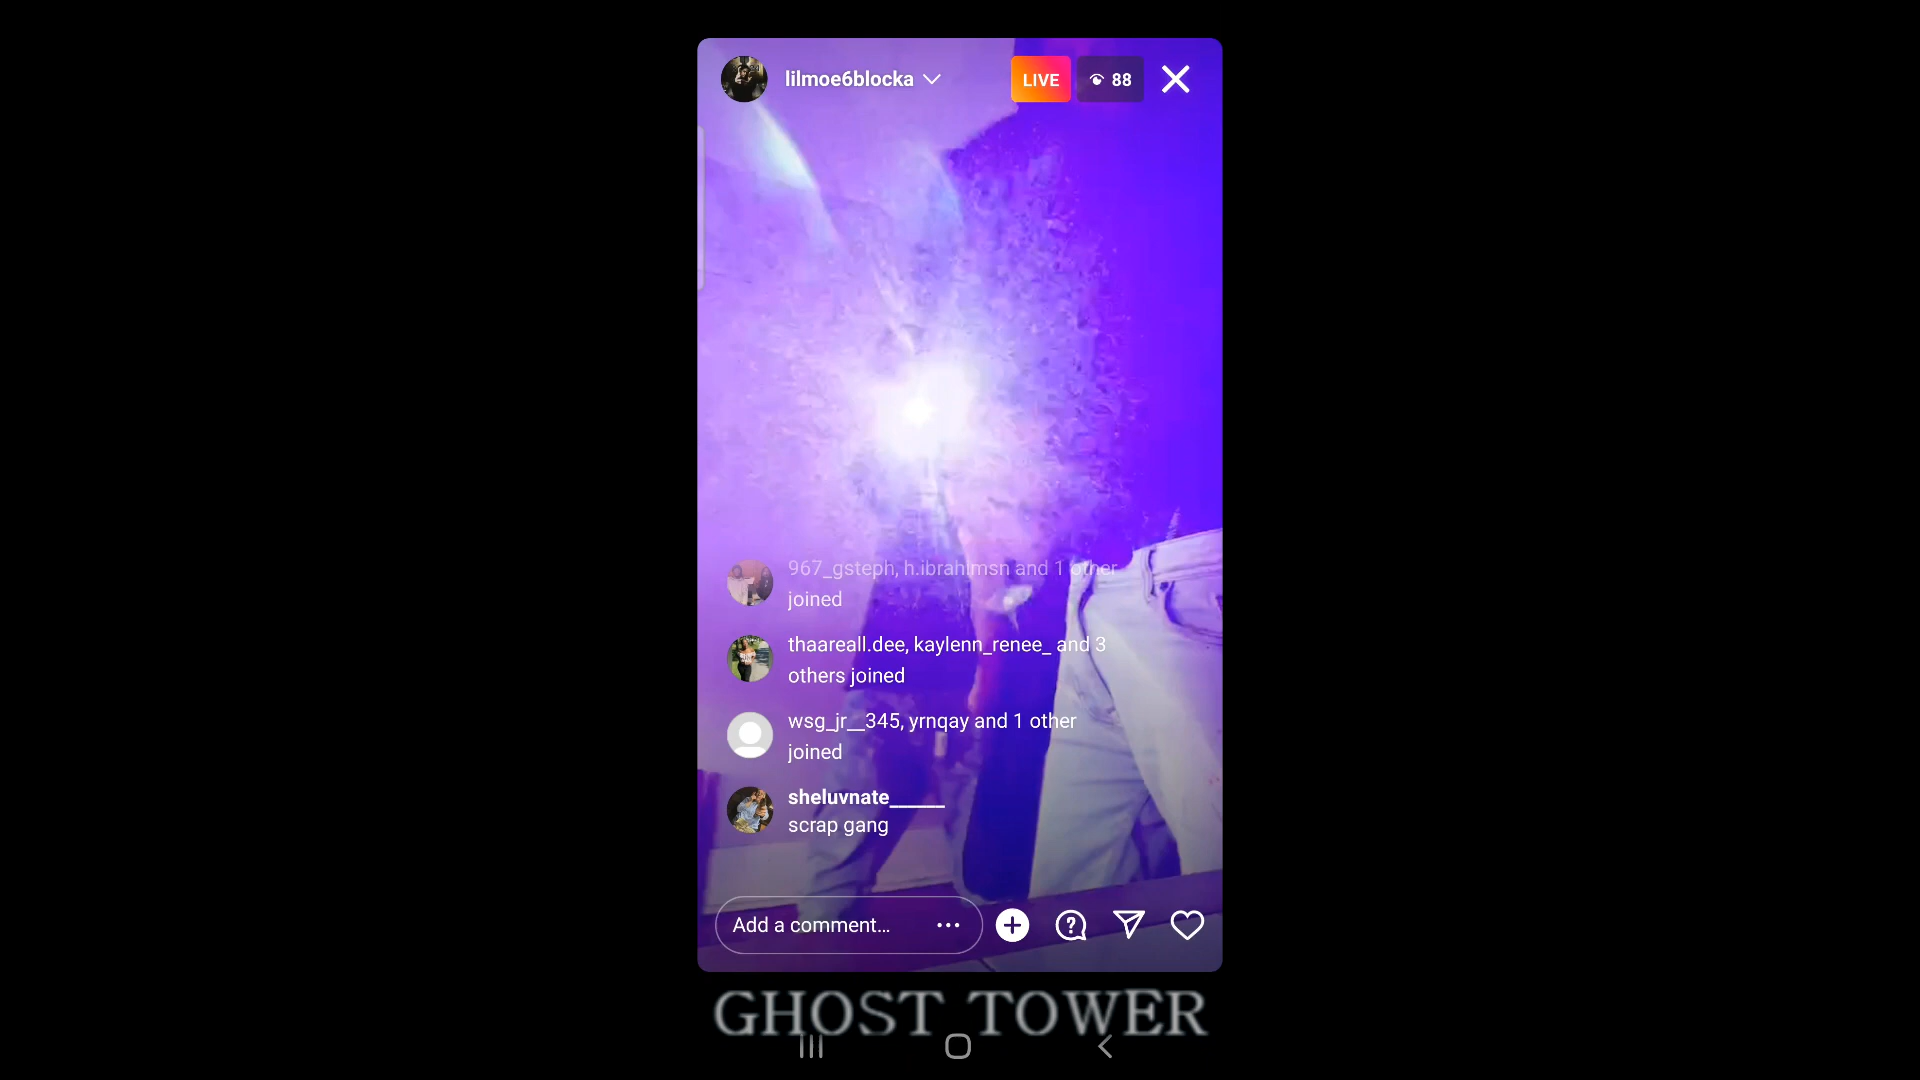 lilmoe6blocka
LIVE
88
967_gsteph, h.ibrahimsn and 1 other
joined
thaareall.dee, kaylenn_renee_ and 3
others joined
wsg_jr__345, yrnqay and 1 other
joined
sheluvnate_____
scrap gang
Add a comment...
GHOST TOWER